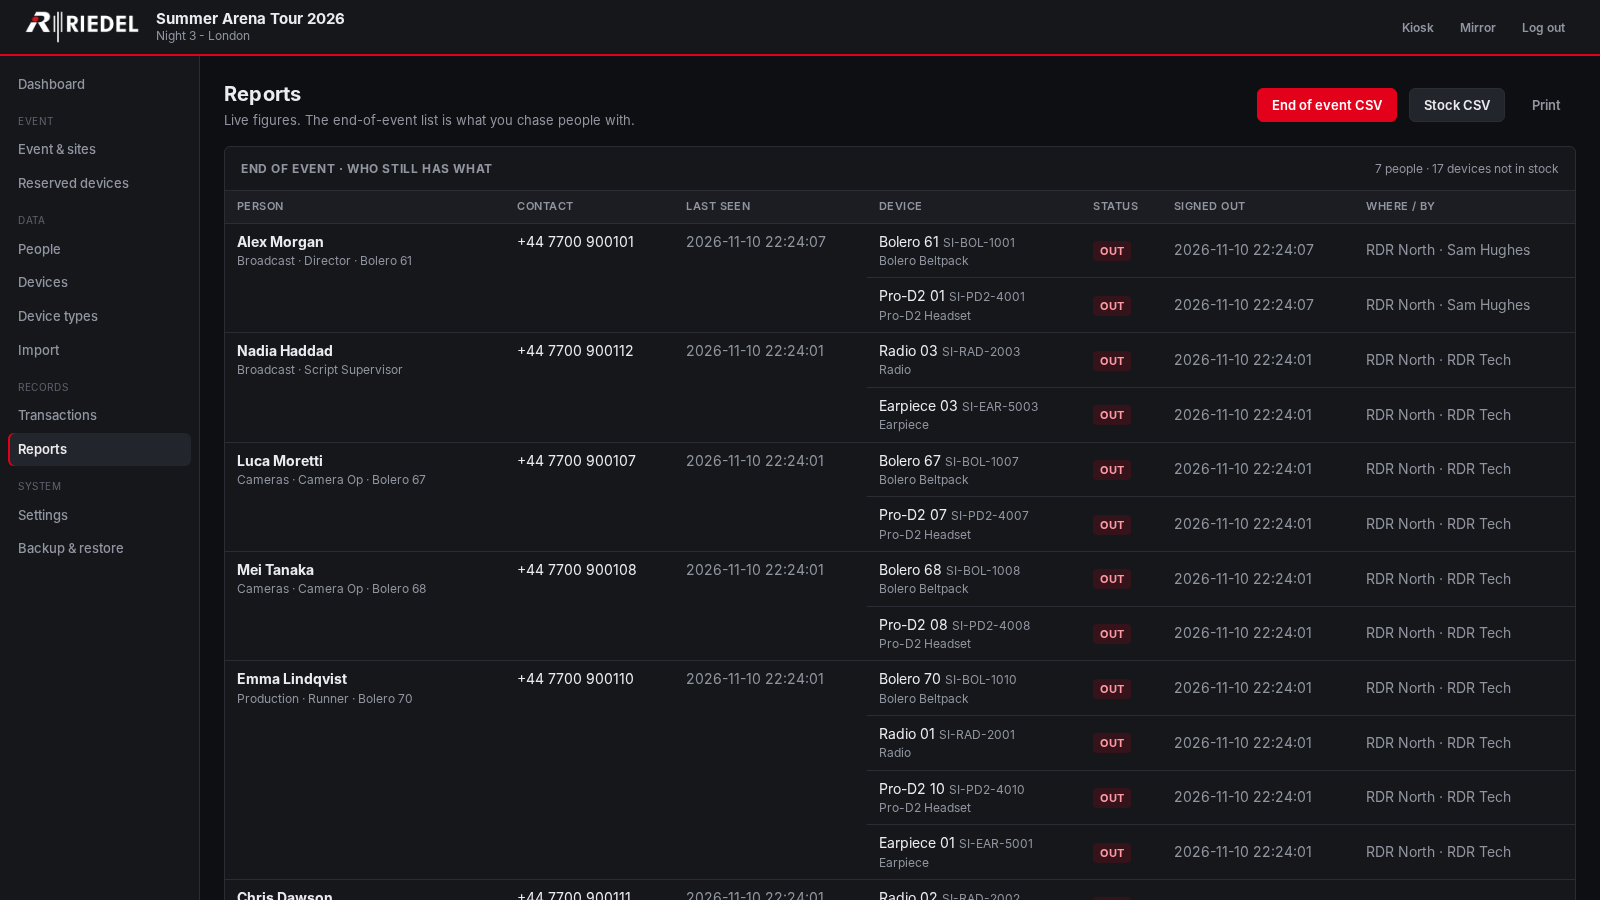 RIEDEL
Summer Arena Tour 2026
Night 3 - London
Kiosk Mirror Log out
Dashboard
EVENT
Event & sites
Reserved devices
DATA
People
Devices
Device types
Import
RECORDS
Transactions
Reports
SYSTEM
Settings
Backup & restore
Reports
Live figures. The end-of-event list is what you chase people with.
End of event CSV Stock CSV Print
END OF EVENT · WHO STILL HAS WHAT 7 people · 17 devices not in stock
PERSON CONTACT LAST SEEN DEVICE STATUS SIGNED OUT WHERE / BY
Alex Morgan +44 7700 900101 2026-11-10 22:24:07 Bolero 61 SI-BOL-1001 OUT 2026-11-10 22:24:07 RDR North · Sam Hughes
Broadcast · Director · Bolero 61 Bolero Beltpack
Pro-D2 01 SI-PD2-4001 OUT 2026-11-10 22:24:07 RDR North · Sam Hughes
Pro-D2 Headset
Nadia Haddad +44 7700 900112 2026-11-10 22:24:01 Radio 03 SI-RAD-2003 OUT 2026-11-10 22:24:01 RDR North · RDR Tech
Broadcast · Script Supervisor Radio
Earpiece 03 SI-EAR-5003 OUT 2026-11-10 22:24:01 RDR North · RDR Tech
Earpiece
Luca Moretti +44 7700 900107 2026-11-10 22:24:01 Bolero 67 SI-BOL-1007 OUT 2026-11-10 22:24:01 RDR North · RDR Tech
Cameras · Camera Op · Bolero 67 Bolero Beltpack
Pro-D2 07 SI-PD2-4007 OUT 2026-11-10 22:24:01 RDR North · RDR Tech
Pro-D2 Headset
Mei Tanaka +44 7700 900108 2026-11-10 22:24:01 Bolero 68 SI-BOL-1008 OUT 2026-11-10 22:24:01 RDR North · RDR Tech
Cameras · Camera Op · Bolero 68 Bolero Beltpack
Pro-D2 08 SI-PD2-4008 OUT 2026-11-10 22:24:01 RDR North · RDR Tech
Pro-D2 Headset
Emma Lindqvist +44 7700 900110 2026-11-10 22:24:01 Bolero 70 SI-BOL-1010 OUT 2026-11-10 22:24:01 RDR North · RDR Tech
Production · Runner · Bolero 70 Bolero Beltpack
Radio 01 SI-RAD-2001 OUT 2026-11-10 22:24:01 RDR North · RDR Tech
Radio
Pro-D2 10 SI-PD2-4010 OUT 2026-11-10 22:24:01 RDR North · RDR Tech
Pro-D2 Headset
Earpiece 01 SI-EAR-5001 OUT 2026-11-10 22:24:01 RDR North · RDR Tech
Earpiece
Chris Dawson +44 7700 900111 2026-11-10 22:24:01 Radio 02 SI-RAD-2002